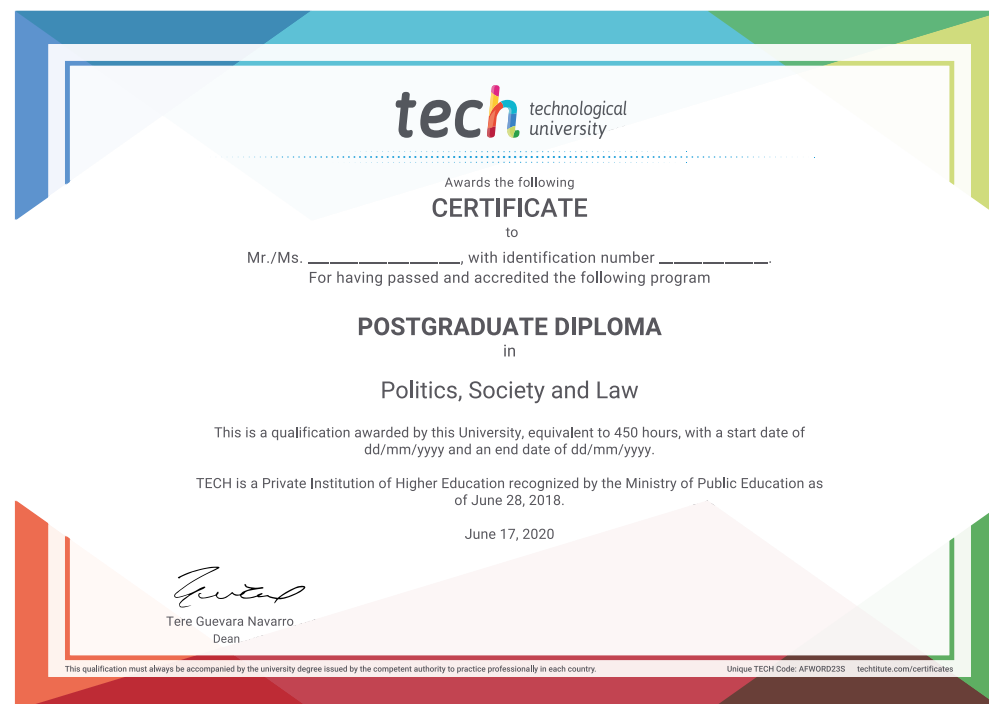 tech technological
university
Awards the following
CERTIFICATE
to
Mr./Ms. ____________________, with identification number ______________.
For having passed and accredited the following program
POSTGRADUATE DIPLOMA
in
Politics, Society and Law
This is a qualification awarded by this University, equivalent to 450 hours, with a start date of
dd/mm/yyyy and an end date of dd/mm/yyyy.
TECH is a Private Institution of Higher Education recognized by the Ministry of Public Education as
of June 28, 2018.
June 17, 2020
Tere Guevara Navarro
Dean
This qualification must always be accompanied by the university degree issued by the competent authority to practice professionally in each country. Unique TECH Code: AFWORD23S techtitute.com/certificates